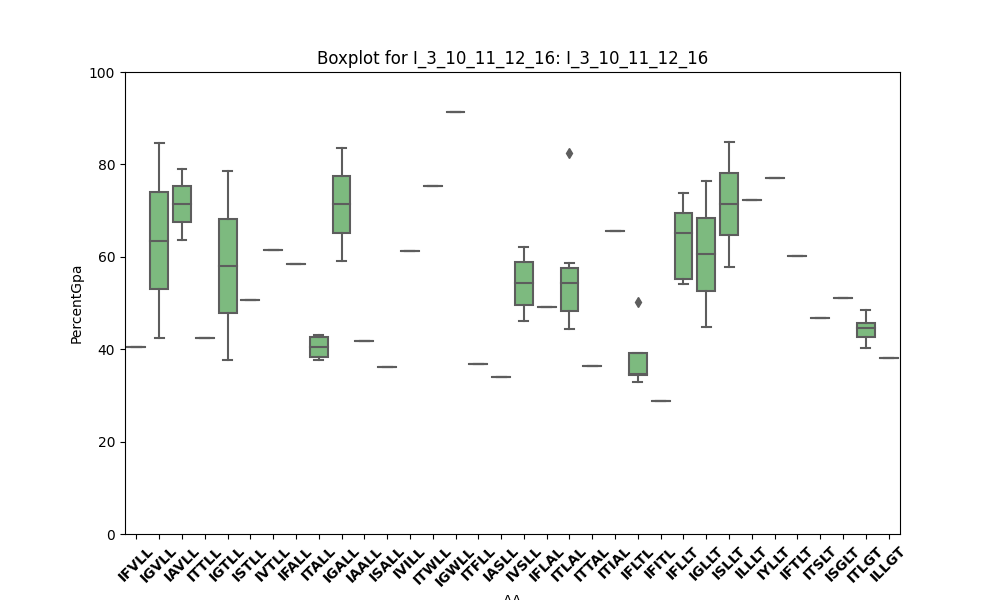 Boxplot for I_3_10_11_12_16: I_3_10_11_12_16
100
80
60
40
20
0
PercentGpa
IFVLL IGVLL IAVLL ITTLL IGTLL ISTLL IVTLL IFALL ITALL IGALL IAALL ISALL IVILL ITWLL IGWLL ITFLL IASLL IVSLL IFLAL ITLAL ITTAL ITIAL IFLTL IFITL IFLLT IGLLT ISLLT ILLLT IYLLT IFTLT ITSLT ISGLT ITLGT ILLGT
AA